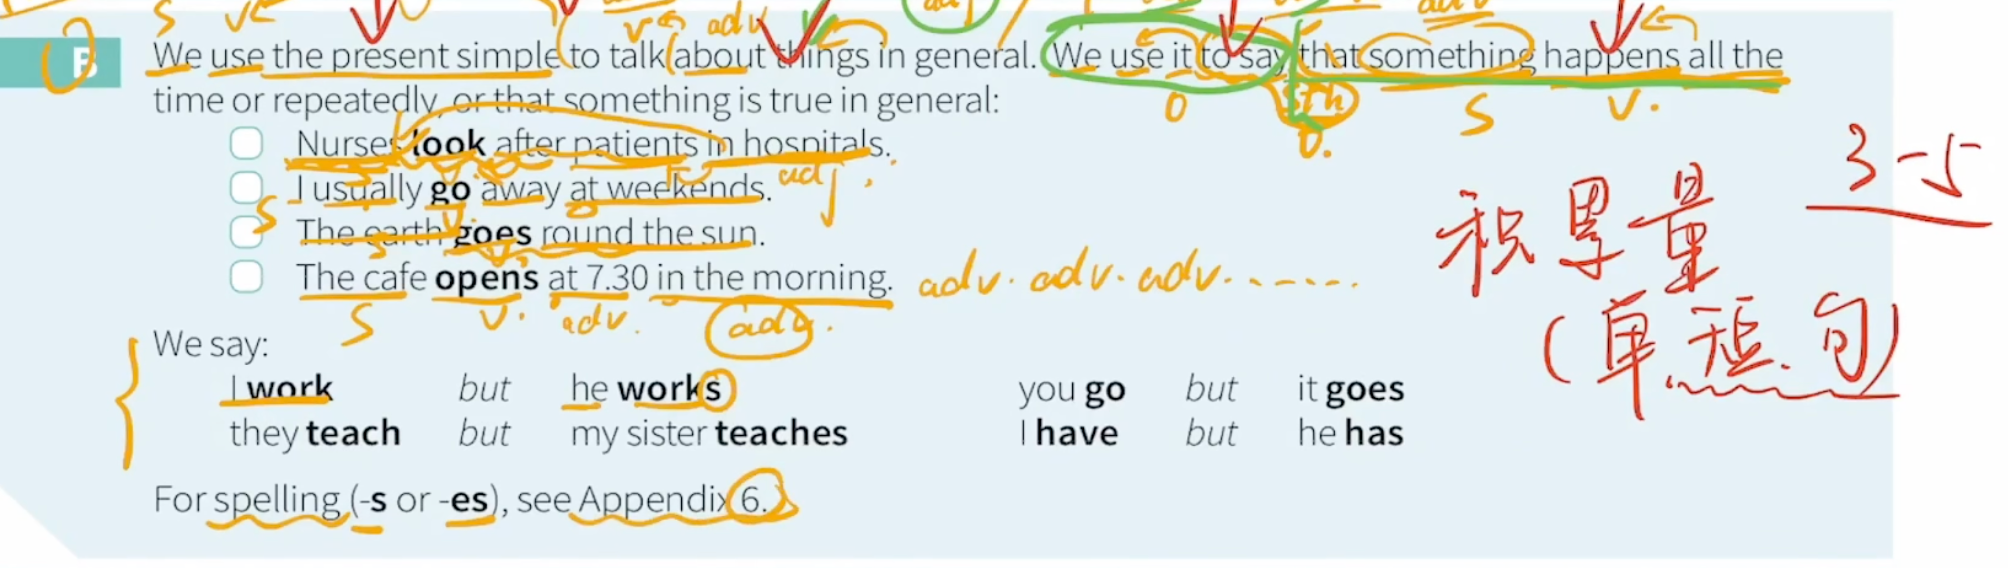 S V adv V adv
B We use the present simple to talk about things in general. We use it to say that something happens all the
O sth S V.
O.
time or repeatedly, or that something is true in general:
Nurses look after patients in hospitals.
adj.
3-5
I usually go away at weekends.
积累量
S
The earth goes round the sun.
The cafe opens at 7.30 in the morning. adv. adv. adv. ......
S V. adv. adv.
(单.短.句)
We say:
I work but he works you go but it goes
they teach but my sister teaches I have but he has
For spelling (-s or -es), see Appendix 6.